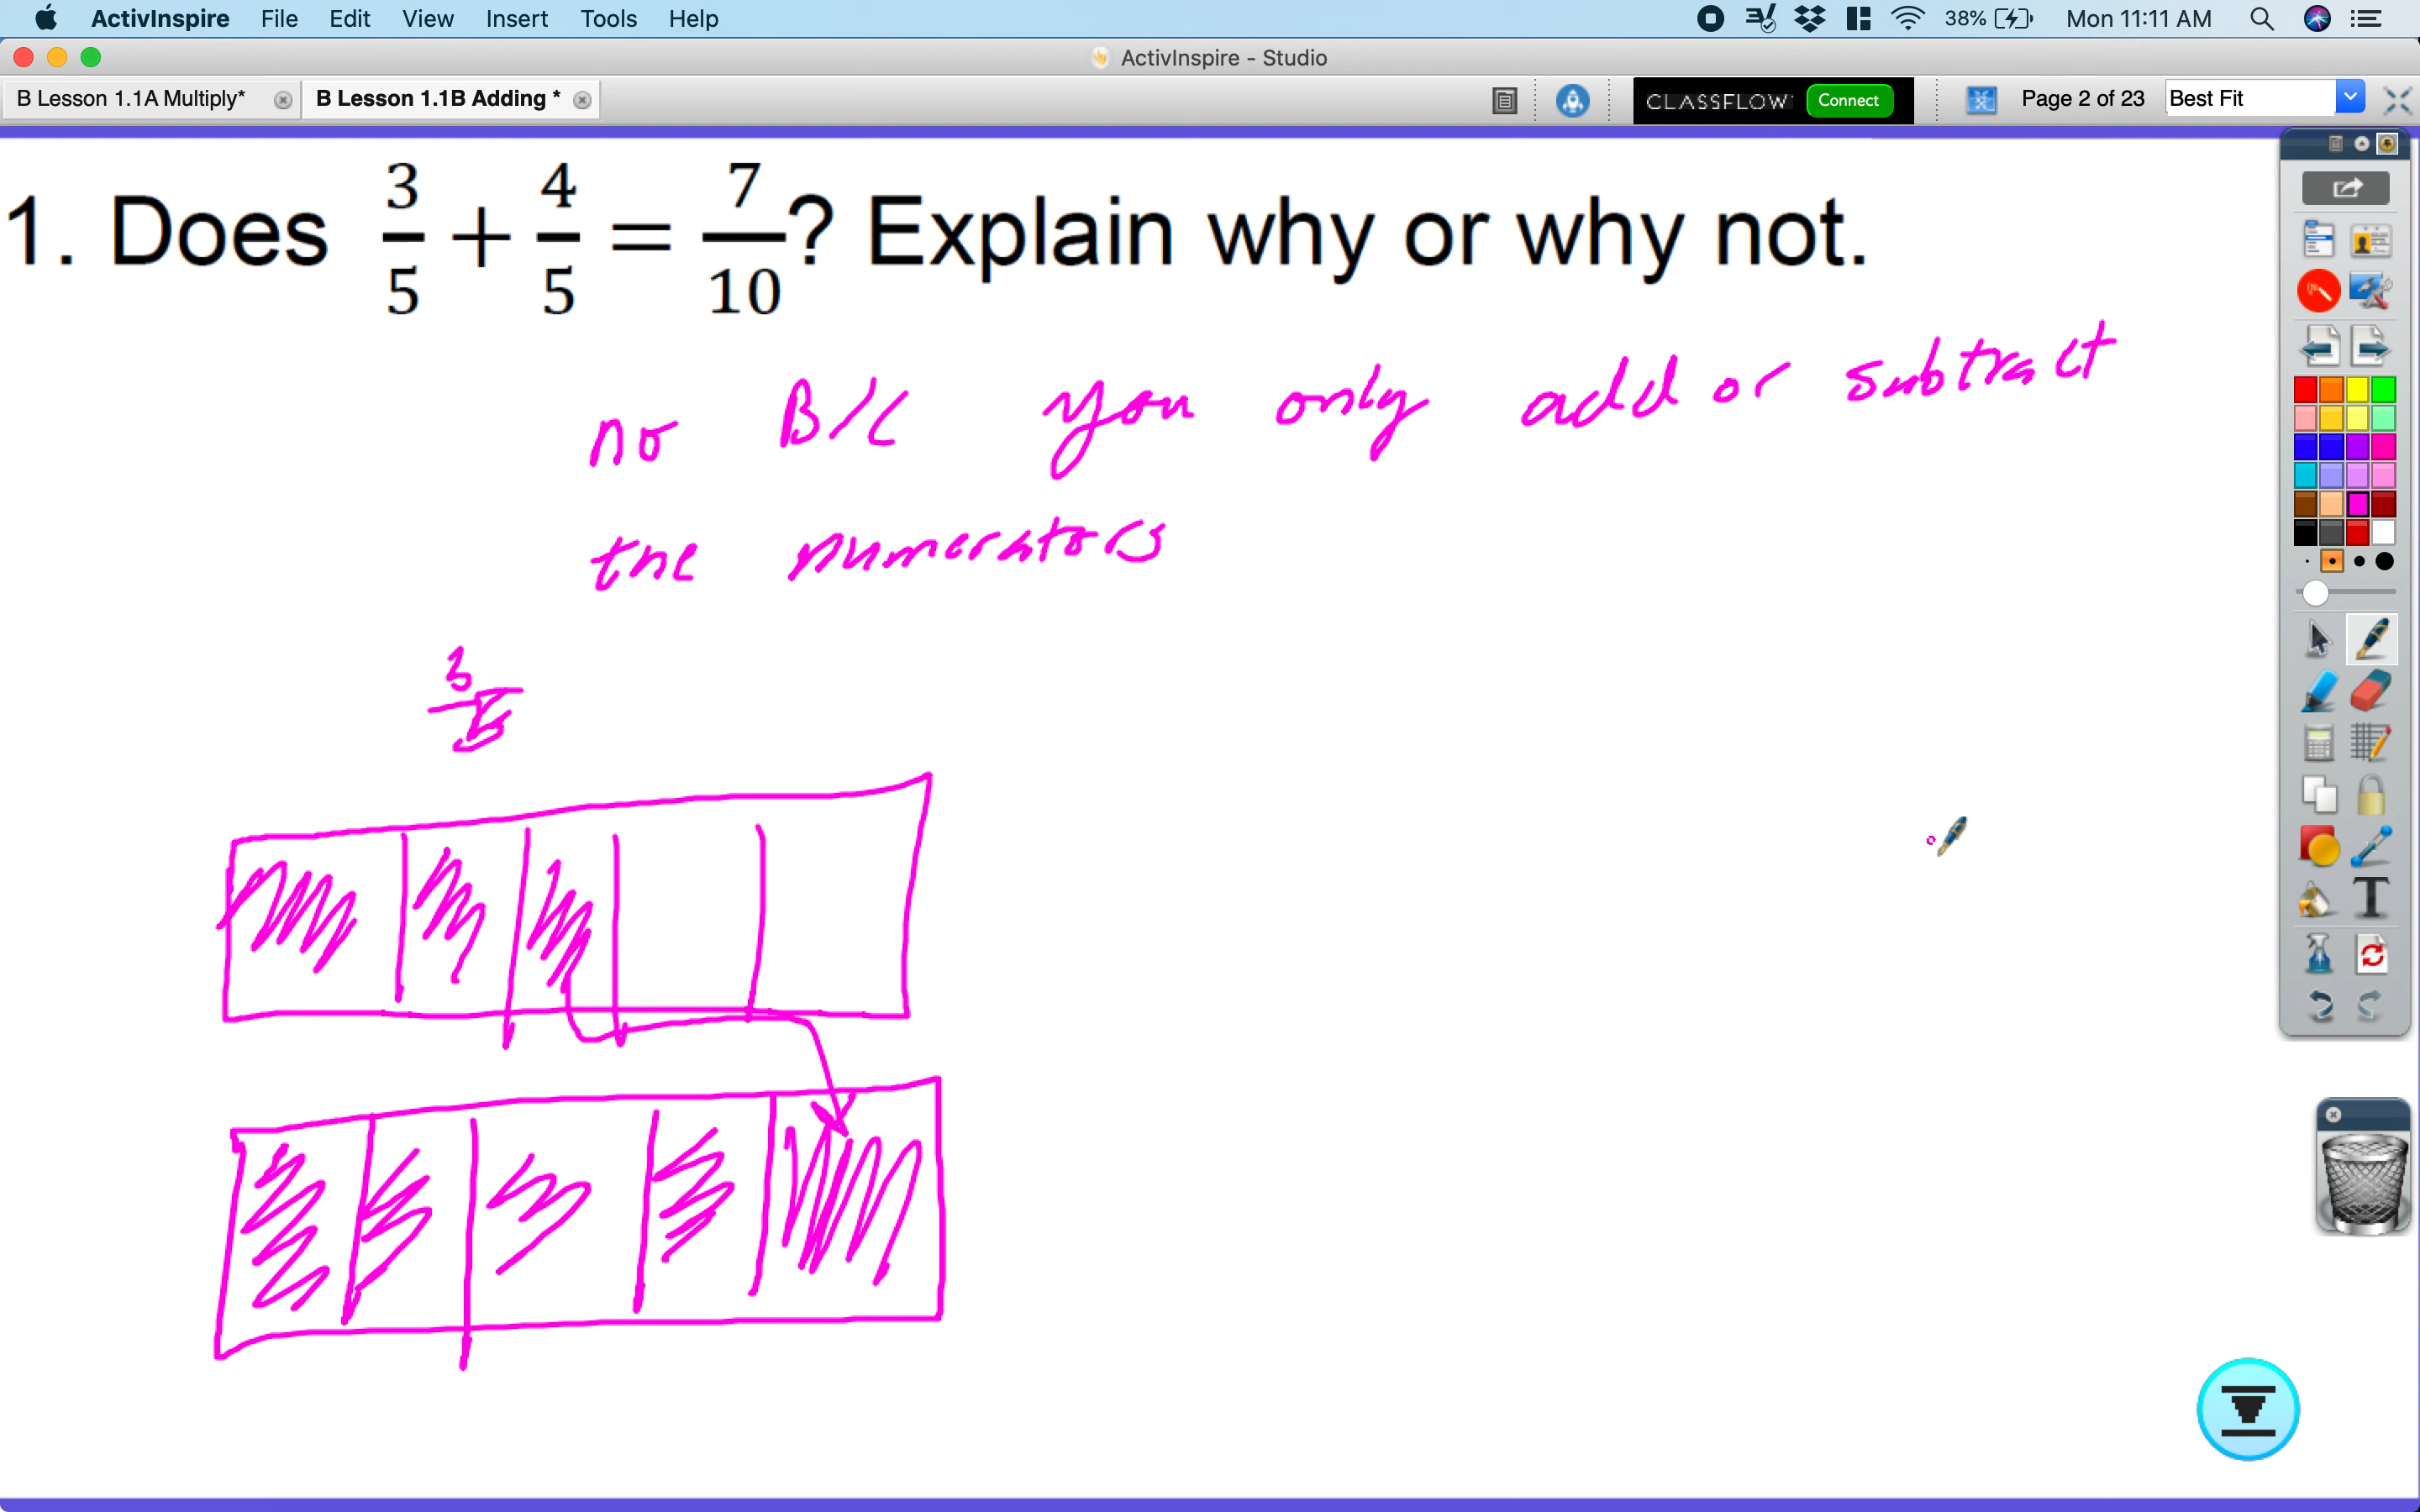 ActivInspire File Edit View Insert Tools Help 38% Mon 11:11 AM
ActivInspire - Studio
B Lesson 1.1A Multiply* B Lesson 1.1B Adding * CLASSFLOW Connect Page 2 of 23 Best Fit
1. Does 3/5 + 4/5 = 7/10? Explain why or why not.
no B/C you only add or subtract
the numerators
3/5